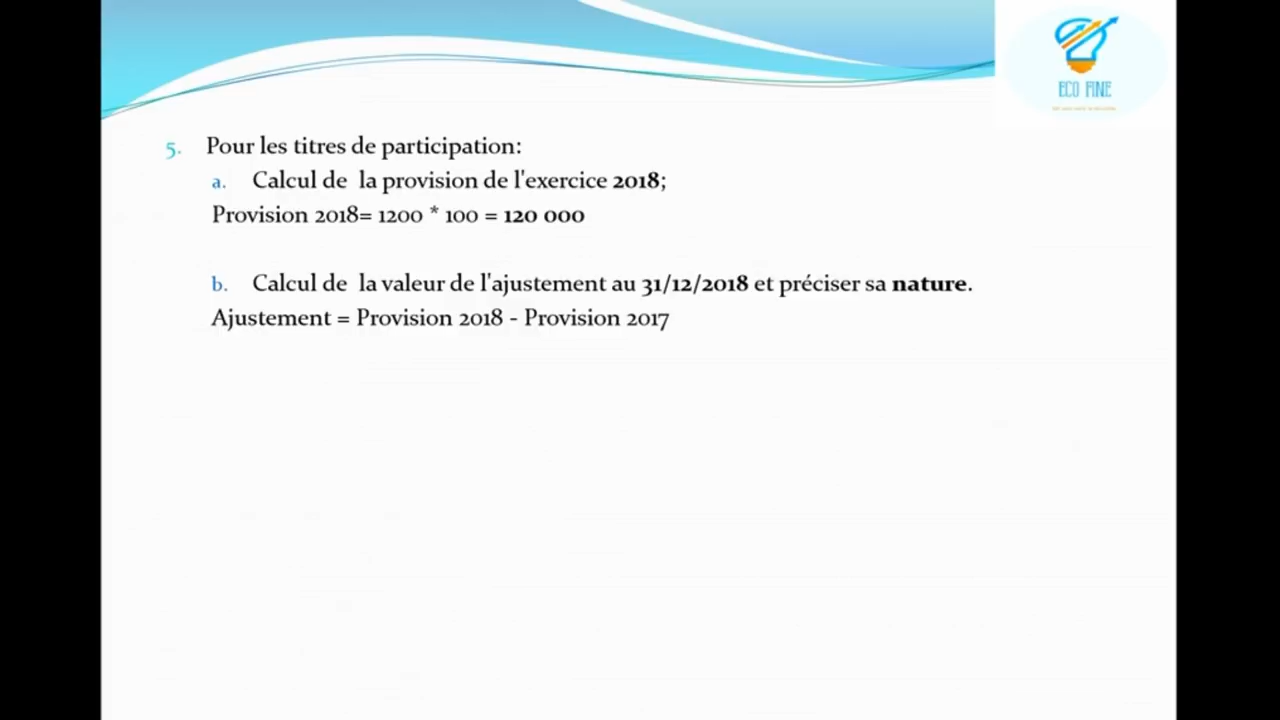 ECO FINE
5. Pour les titres de participation:
a. Calcul de la provision de l'exercice 2018;
Provision 2018= 1200 * 100 = 120 000
b. Calcul de la valeur de l'ajustement au 31/12/2018 et préciser sa nature.
Ajustement = Provision 2018 - Provision 2017